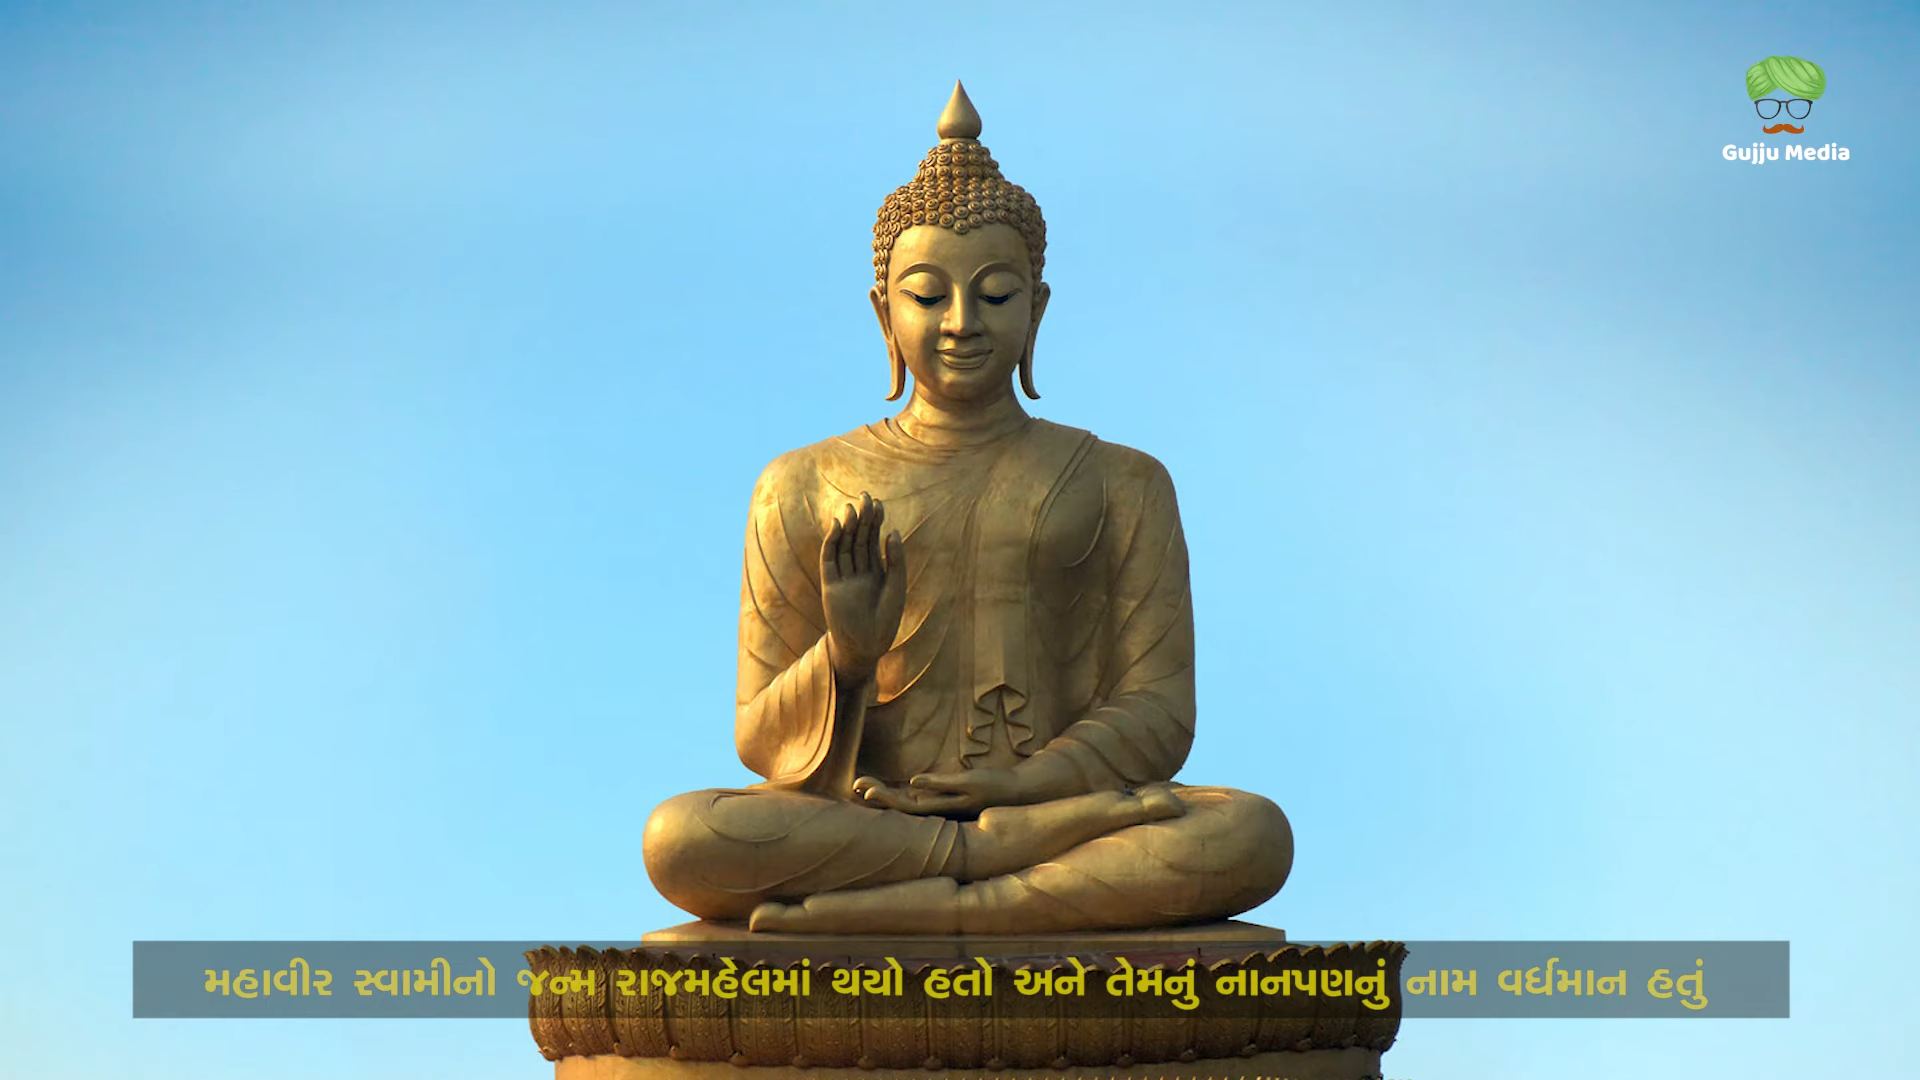 Gujju Media
મહાવીર સ્વામીનો જન્મ રાજમહેલમાં થયો હતો અને તેમનું નાનપણનું નામ વર્ધમાન હતું